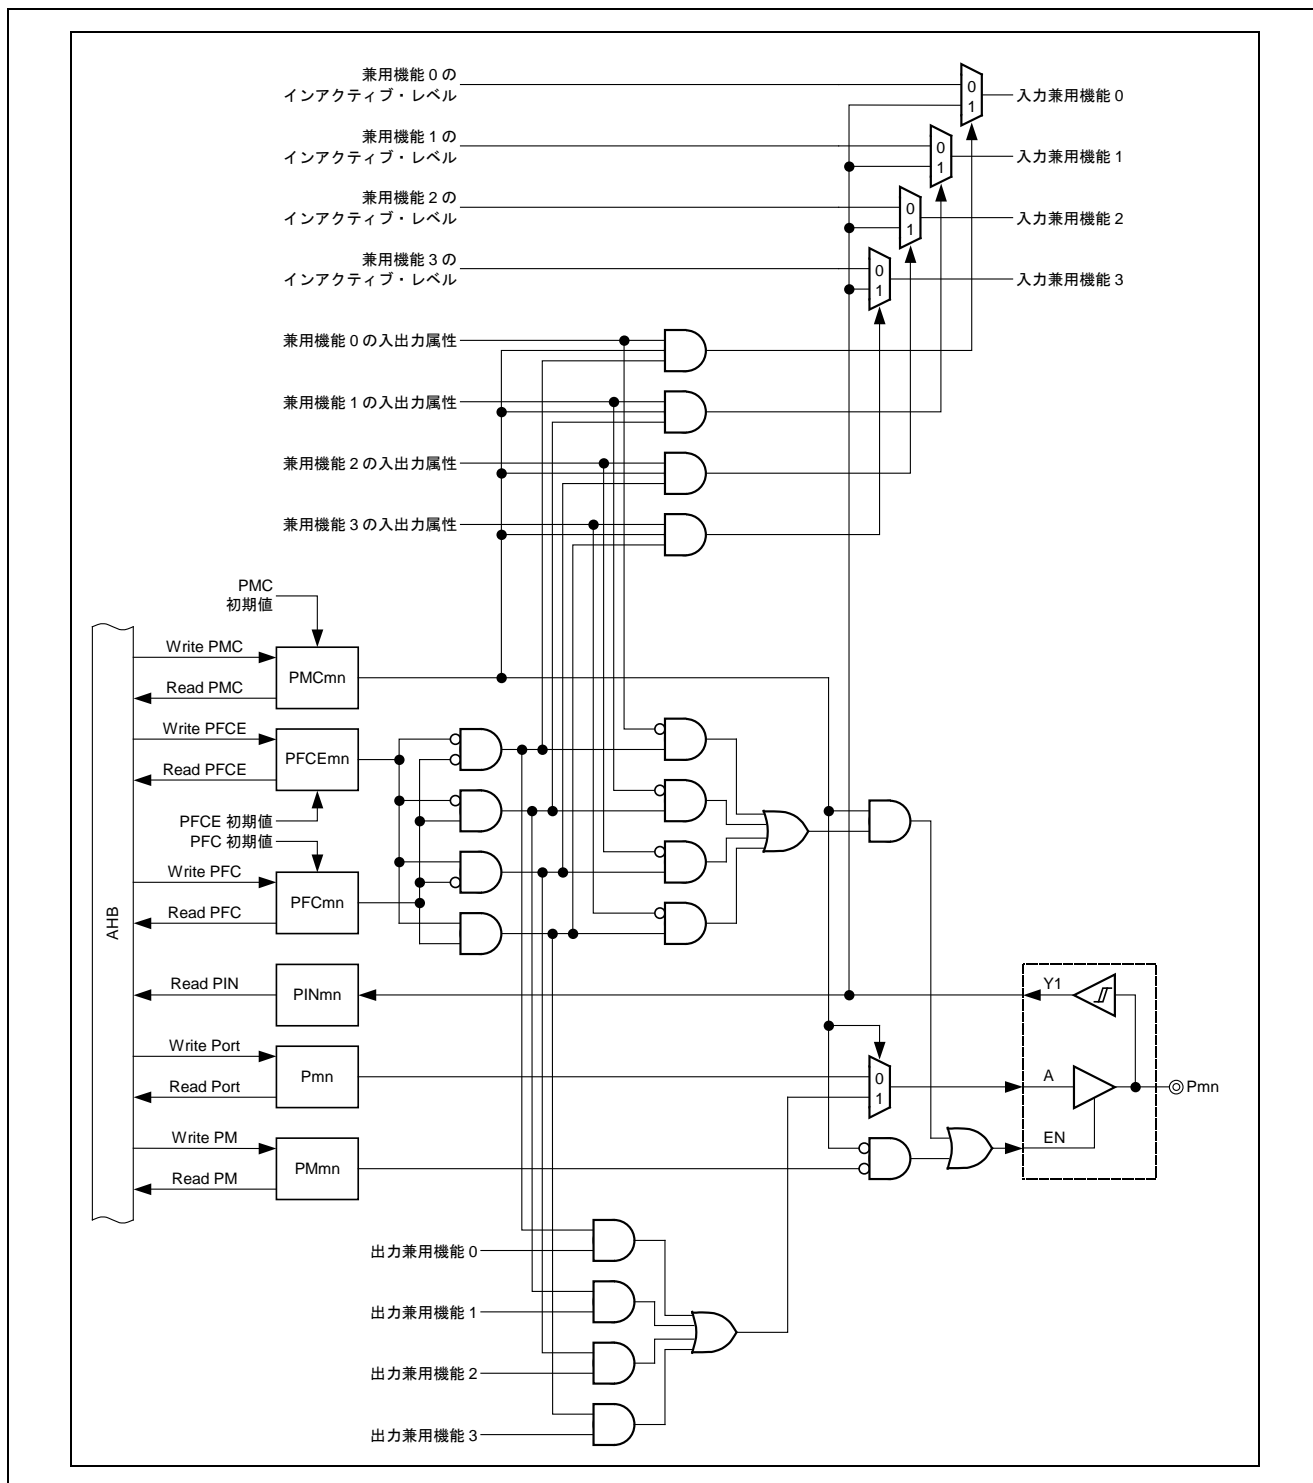 兼用機能 0 の
インアクティブ・レベル
0
1
入力兼用機能 0
兼用機能 1 の
インアクティブ・レベル
0
1
入力兼用機能 1
兼用機能 2 の
インアクティブ・レベル
0
1
入力兼用機能 2
兼用機能 3 の
インアクティブ・レベル
0
1
入力兼用機能 3
兼用機能 0 の入出力属性
兼用機能 1 の入出力属性
兼用機能 2 の入出力属性
兼用機能 3 の入出力属性
PMC
初期値
Write PMC
PMCmn
Read PMC
Write PFCE
PFCEmn
Read PFCE
PFCE 初期値
PFC 初期値
Write PFC
PFCmn
Read PFC
AHB
Read PIN
PINmn
Y1
Write Port
Pmn
Read Port
0
1
A
Pmn
Write PM
PMmn
Read PM
EN
出力兼用機能 0
出力兼用機能 1
出力兼用機能 2
出力兼用機能 3